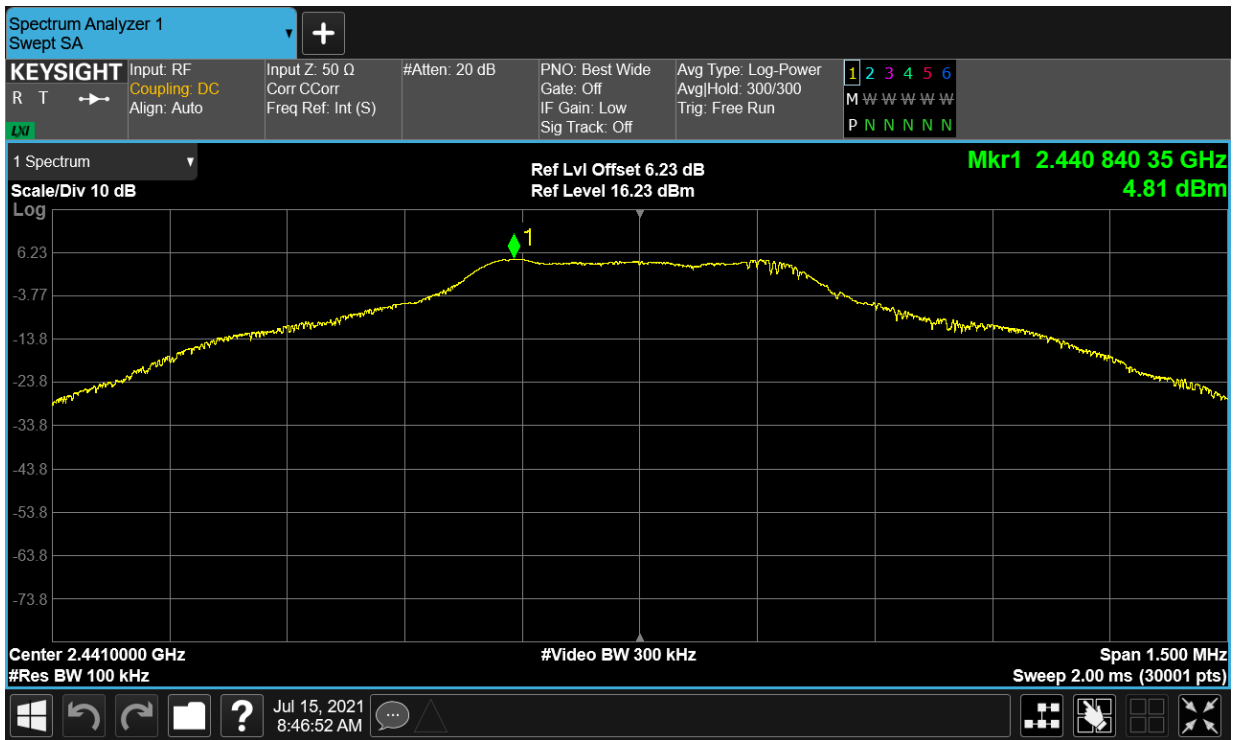 Spectrum Analyzer 1
Swept SA
KEYSIGHT
R T
LXI
Input: RF
Coupling: DC
Align: Auto
Input Z: 50 Ω
Corr CCorr
Freq Ref: Int (S)
#Atten: 20 dB
PNO: Best Wide
Gate: Off
IF Gain: Low
Sig Track: Off
Avg Type: Log-Power
Avg|Hold: 300/300
Trig: Free Run
1 2 3 4 5 6
M W W W W W
P N N N N N
1 Spectrum
Scale/Div 10 dB
Log
Ref Lvl Offset 6.23 dB
Ref Level 16.23 dBm
Mkr1 2.440 840 35 GHz
4.81 dBm
1
6.23
-3.77
-13.8
-23.8
-33.8
-43.8
-53.8
-63.8
-73.8
Center 2.4410000 GHz
#Res BW 100 kHz
#Video BW 300 kHz
Span 1.500 MHz
Sweep 2.00 ms (30001 pts)
?
Jul 15, 2021
8:46:52 AM